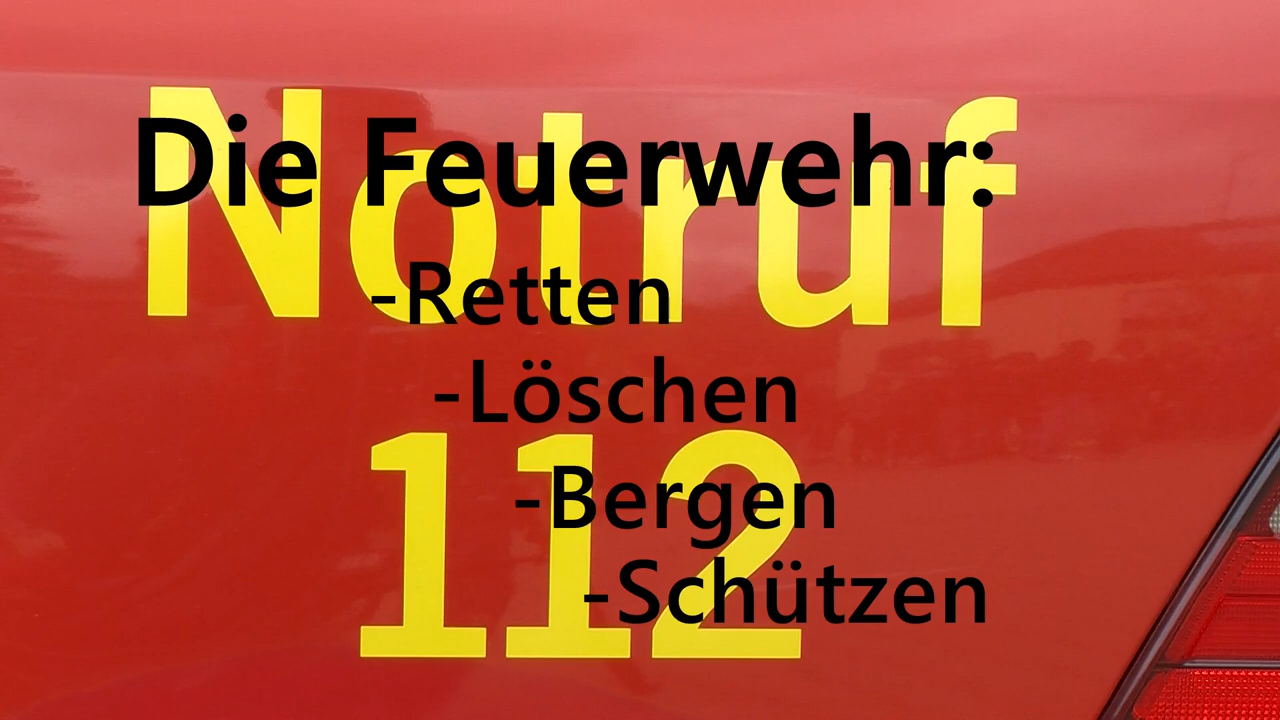 Notruf
Die Feuerwehr:
-Retten
-Löschen
112
-Bergen
-Schützen